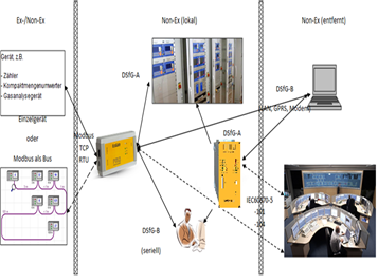 Ex-/Non-Ex
Non-Ex (lokal)
Non-Ex (entfernt)
Gerät, z.B.
- Zähler
- Kompaktmengenumwerter
- Gasanalysegerät
Einzelgerät
oder
Modbus als Bus
DSfG-A
Modbus
TCP
RTU
DSfG-A
DSfG-B
(seriell)
DSfG-B
(LAN, GPRS, Modem)
IEC60870-5
-101
-104